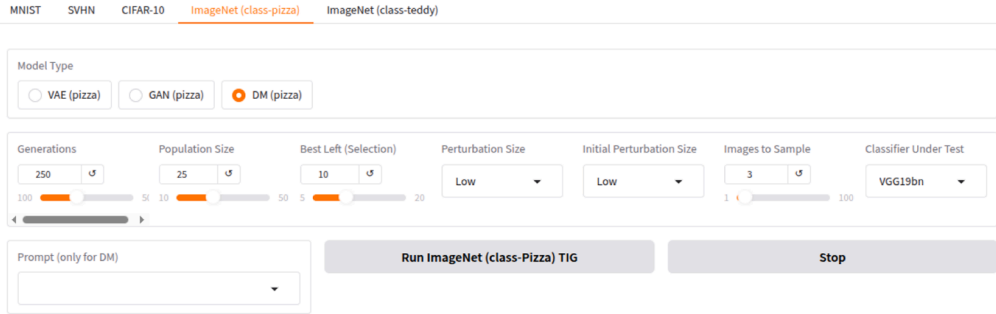 MNIST SVHN CIFAR-10 ImageNet (class-pizza) ImageNet (class-teddy)
Model Type
VAE (pizza) GAN (pizza) DM (pizza)
Generations Population Size Best Left (Selection) Perturbation Size Initial Perturbation Size Images to Sample Classifier Under Test
250 25 10 Low Low 3 VGG19bn
100 10 50 5 20 1 100
Prompt (only for DM) Run ImageNet (class-Pizza) TIG Stop